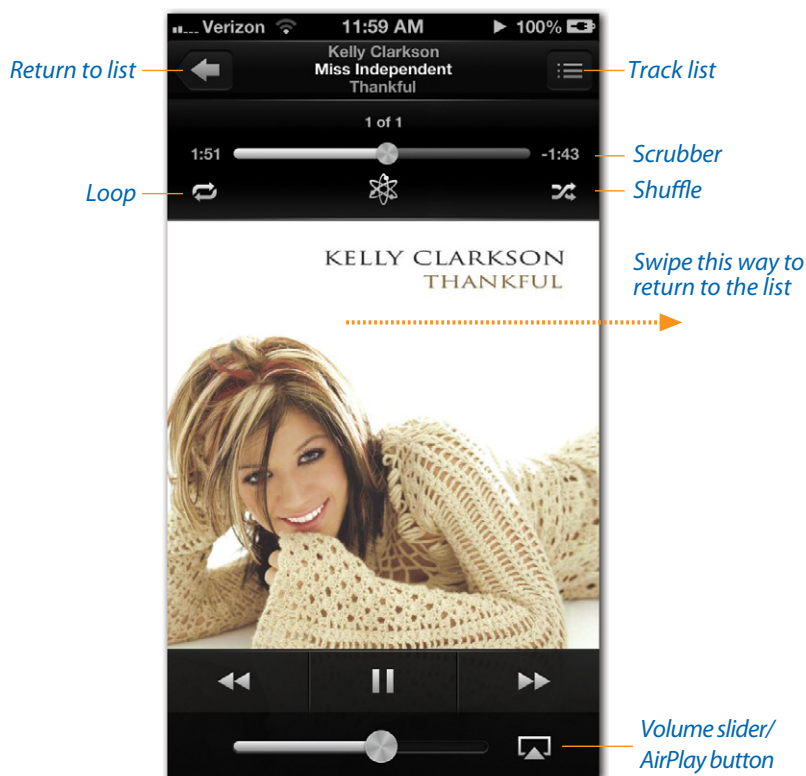 Verizon 11:59 AM 100%
Kelly Clarkson
Return to list Miss Independent Track list
Thankful
1 of 1
1:51 -1:43 Scrubber
Loop Shuffle
KELLY CLARKSON
THANKFUL
Swipe this way to
return to the list
Volume slider/
AirPlay button